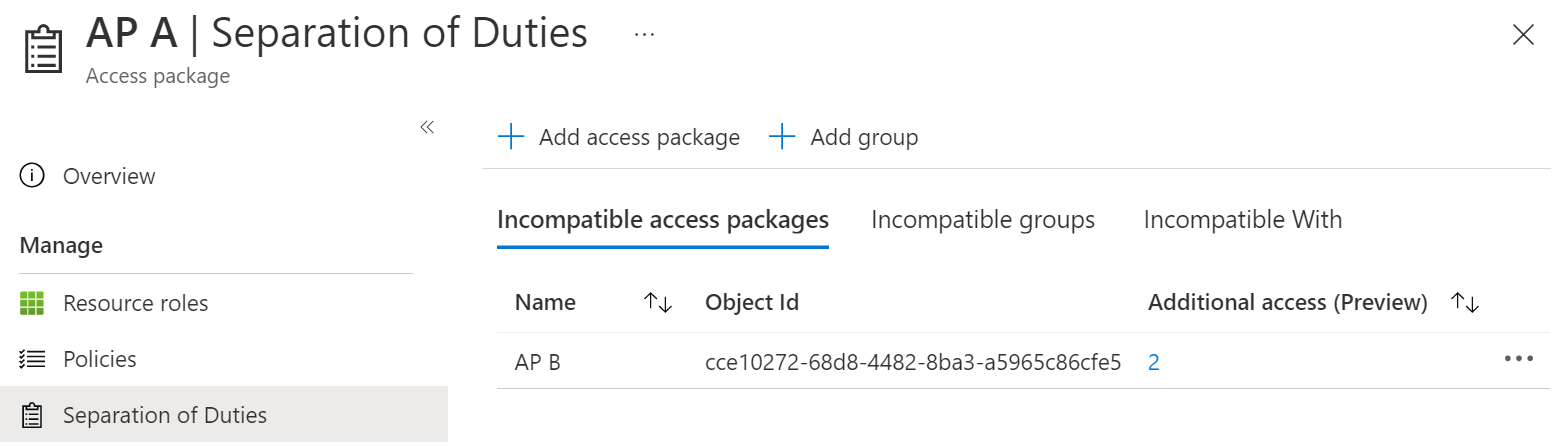 AP A | Separation of Duties ...
Access package
«
Overview
Manage
Resource roles
Policies
Separation of Duties
+ Add access package + Add group
Incompatible access packages Incompatible groups Incompatible With
Name Object Id Additional access (Preview)
AP B cce10272-68d8-4482-8ba3-a5965c86cfe5 2 ...